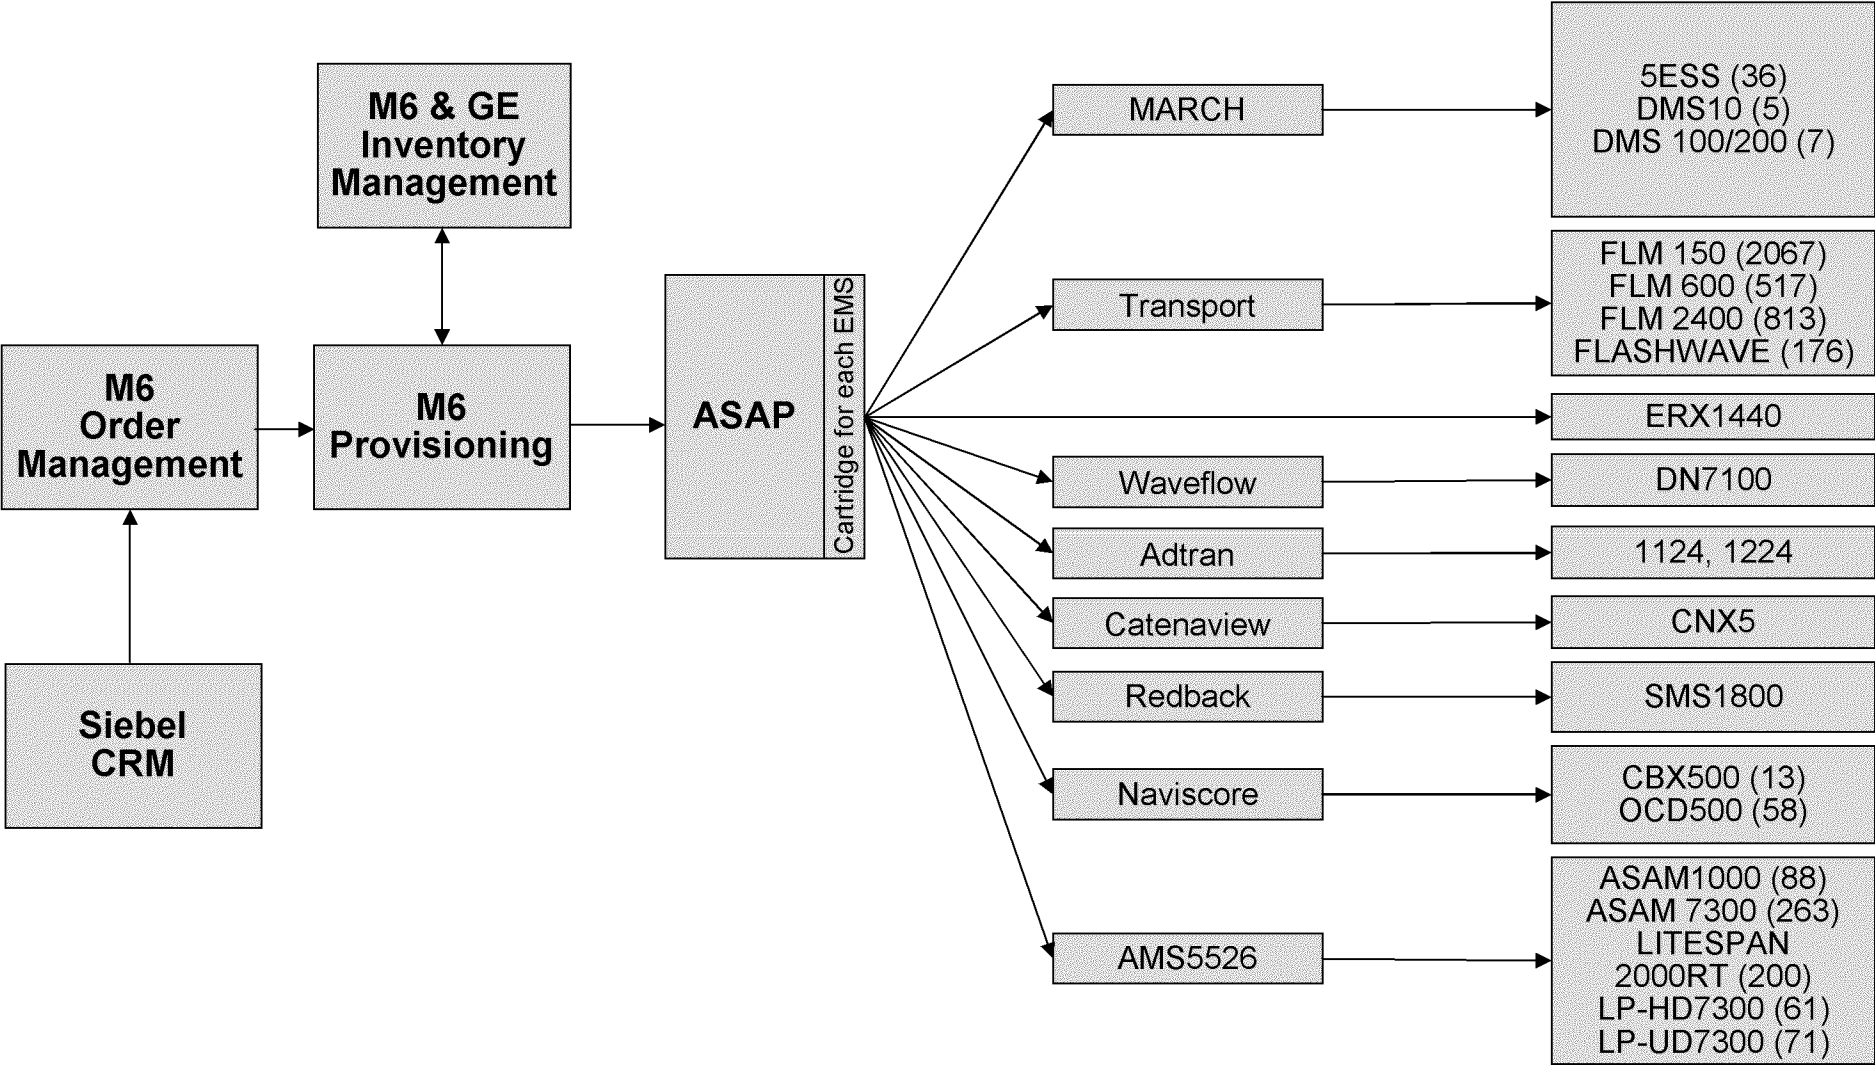 M6 & GE
Inventory
Management
M6
Order
Management
M6
Provisioning
Siebel
CRM
ASAP
Cartridge for each EMS
MARCH
Transport
Waveflow
Adtran
Catenaview
Redback
Naviscore
AMS5526
5ESS (36)
DMS10 (5)
DMS 100/200 (7)
FLM 150 (2067)
FLM 600 (517)
FLM 2400 (813)
FLASHWAVE (176)
ERX1440
DN7100
1124, 1224
CNX5
SMS1800
CBX500 (13)
OCD500 (58)
ASAM1000 (88)
ASAM 7300 (263)
LITESPAN
2000RT (200)
LP-HD7300 (61)
LP-UD7300 (71)